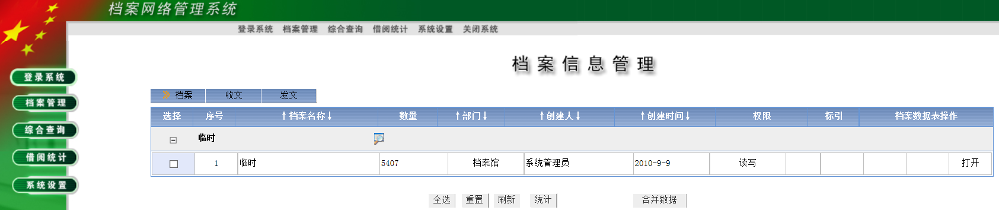 档案网络管理系统
登录系统 档案管理 综合查询 借阅统计 系统设置 关闭系统
档案信息管理
登录系统
档案管理
综合查询
借阅统计
系统设置
档案 收文 发文
选择 序号 ↑档案名称↓ 数量 ↑部门↓ ↑创建人↓ ↑创建时间↓ 权限 标引 档案数据表操作
临时
1 临时 5407 档案馆 系统管理员 2010-9-9 读写 打开
全选 重置 刷新 统计 合并数据